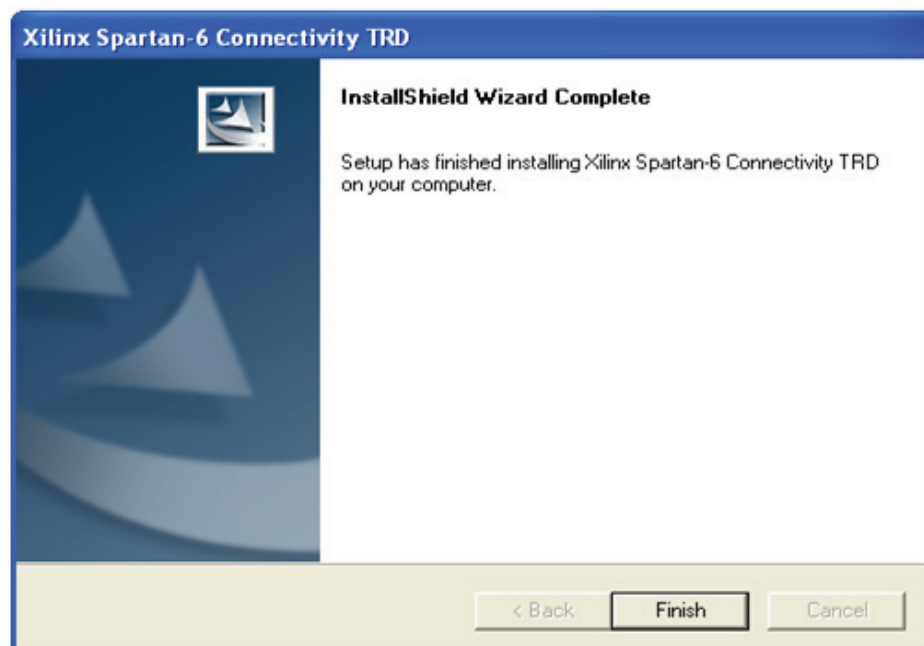 Xilinx Spartan-6 Connectivity TRD
InstallShield Wizard Complete
Setup has finished installing Xilinx Spartan-6 Connectivity TRD
on your computer.
< Back
Finish
Cancel